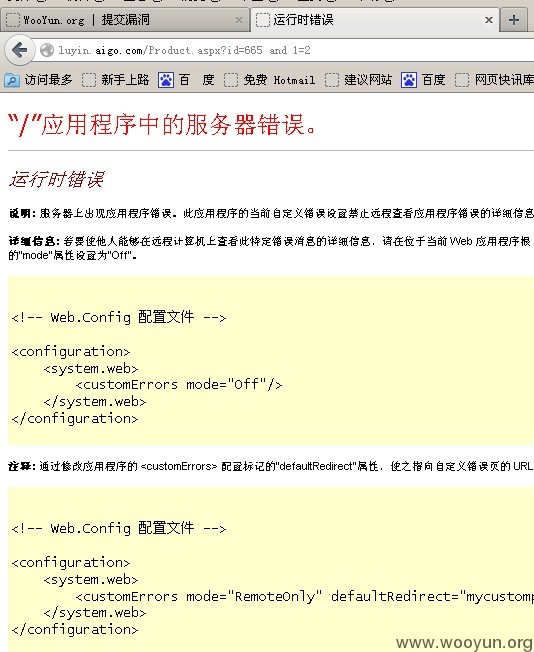 WooYun.org | 提交漏洞
运行时错误
luyin.aigo.com/Product.aspx?id=665 and 1=2
访问最多 新手上路 百 度 免费 Hotmail 建议网站 百度 网页快讯库
“/”应用程序中的服务器错误。
运行时错误
说明: 服务器上出现应用程序错误。此应用程序的当前自定义错误设置禁止远程查看应用程序错误的详细信息
详细信息: 若要使他人能够在远程计算机上查看此特定错误消息的详细信息，请在位于当前 Web 应用程序根
的"mode"属性设置为"Off"。
<!-- Web.Config 配置文件 -->
<configuration>
<system.web>
<customErrors mode="Off"/>
</system.web>
</configuration>
注释: 通过修改应用程序的 <customErrors> 配置标记的"defaultRedirect"属性，使之指向自定义错误页的 URL
<!-- Web.Config 配置文件 -->
<configuration>
<system.web>
<customErrors mode="RemoteOnly" defaultRedirect="mycustomp
</system.web>
</configuration>
www.wooyun.org